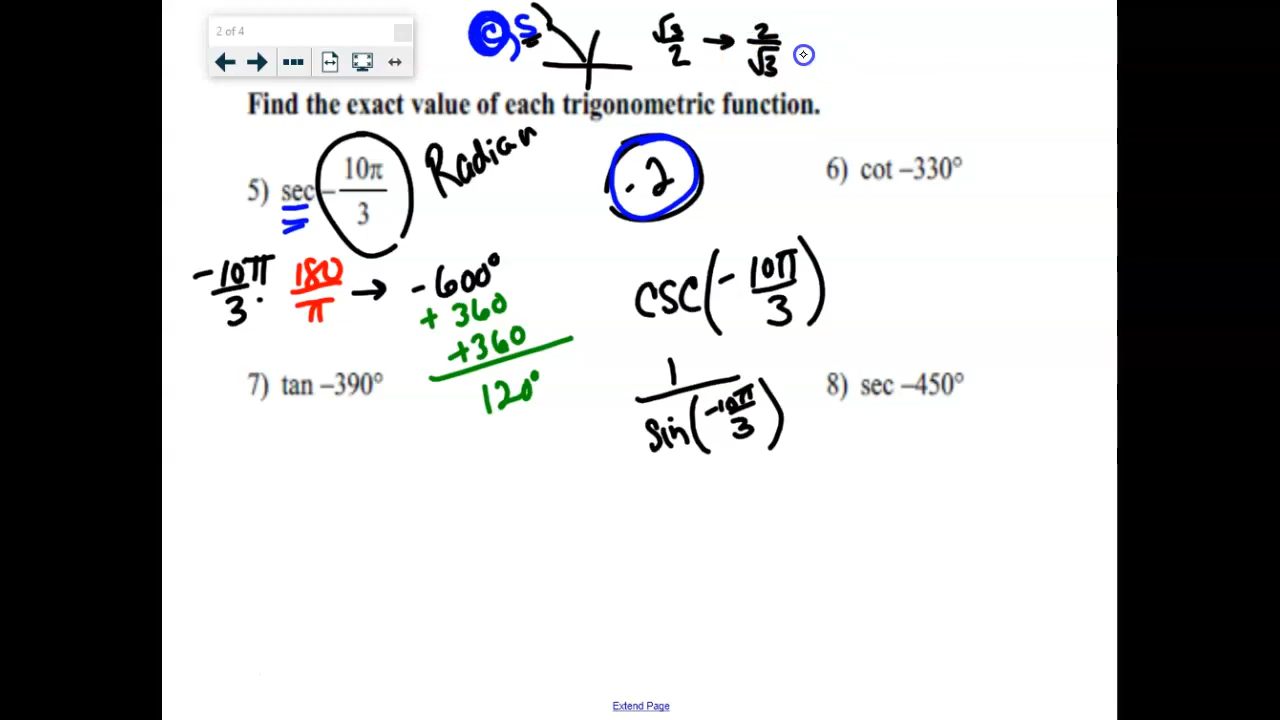 2 of 4
C, S √3/2 → 2/√3
Find the exact value of each trigonometric function.
5) sec −10π/3 Radian
-2
6) cot −330°
-10π/3 · 180/π → -600°
+ 360
+360
120°
csc(-10π/3)
1/sin(-10π/3)
7) tan −390°
8) sec −450°
Extend Page